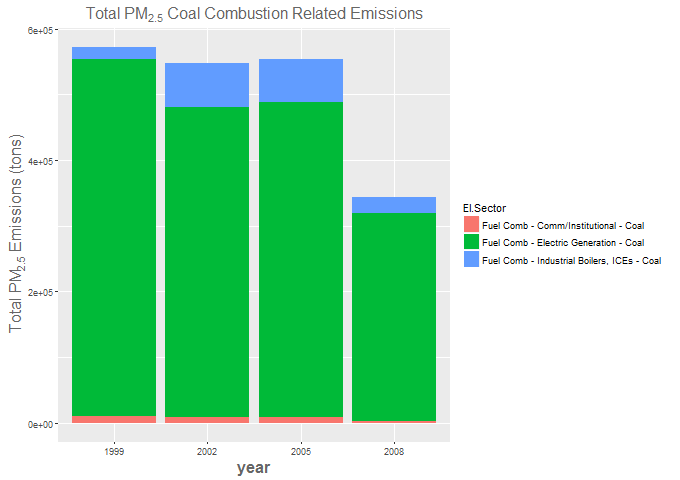 Total PM2.5 Coal Combustion Related Emissions
Total PM2.5 Emissions (tons)
6e+05
4e+05
2e+05
0e+00
1999 2002 2005 2008
year
EI.Sector
Fuel Comb - Comm/Institutional - Coal
Fuel Comb - Electric Generation - Coal
Fuel Comb - Industrial Boilers, ICEs - Coal